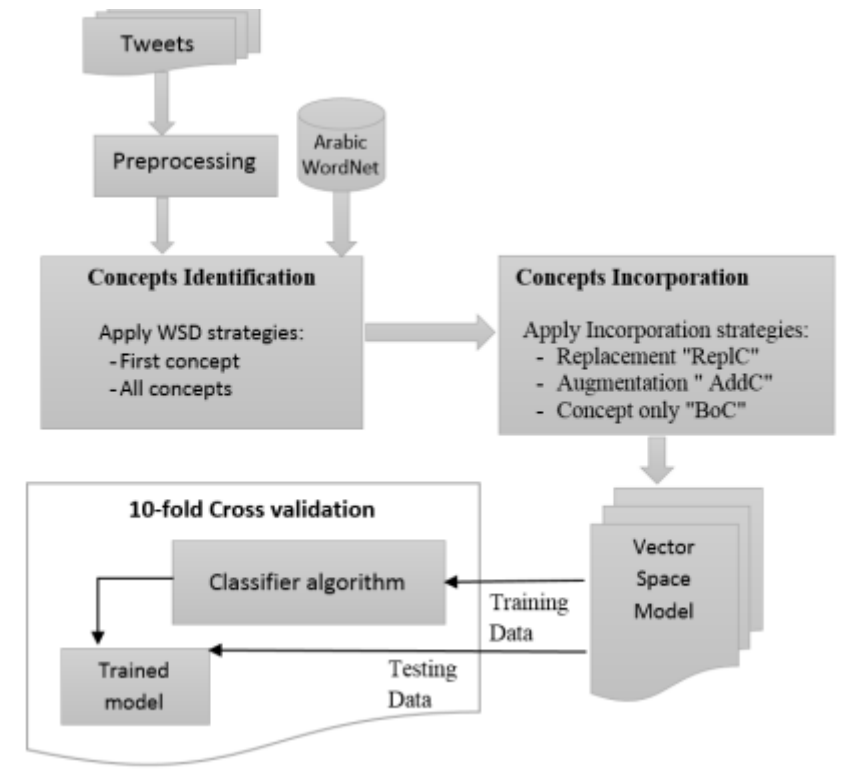 Tweets
Preprocessing
Arabic
WordNet
Concepts Identification
Apply WSD strategies:
- First concept
- All concepts
Concepts Incorporation
Apply Incorporation strategies:
- Replacement "ReplC"
- Augmentation " AddC"
- Concept only "BoC"
Vector
Space
Model
10-fold Cross validation
Classifier algorithm
Training
Data
Trained
model
Testing
Data